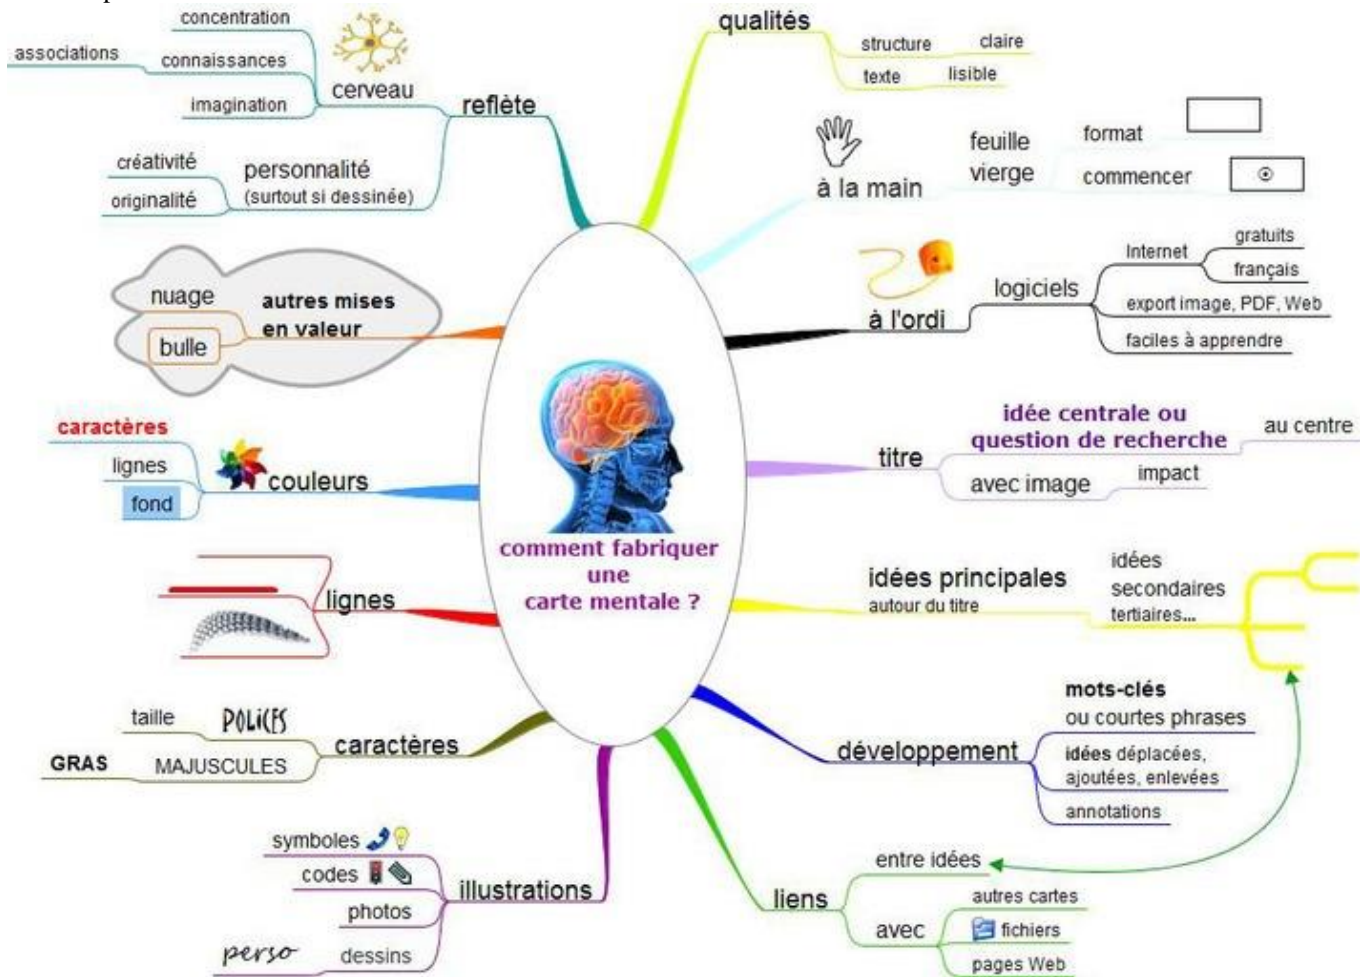 comment fabriquer
une
carte mentale ?
qualités
structure
claire
texte
lisible
à la main
feuille
vierge
format
commencer
à l'ordi
logiciels
Internet
gratuits
français
export image, PDF, Web
faciles à apprendre
titre
idée centrale ou
question de recherche
au centre
avec image
impact
idées principales
autour du titre
idées
secondaires
tertiaires...
développement
mots-clés
ou courtes phrases
idées déplacées,
ajoutées, enlevées
annotations
liens
entre idées
avec
autres cartes
fichiers
pages Web
illustrations
symboles
codes
photos
dessins
perso
caractères
POLICES
taille
MAJUSCULES
GRAS
lignes
couleurs
caractères
lignes
fond
autres mises
en valeur
nuage
bulle
reflète
cerveau
concentration
connaissances
associations
imagination
personnalité
(surtout si dessinée)
créativité
originalité